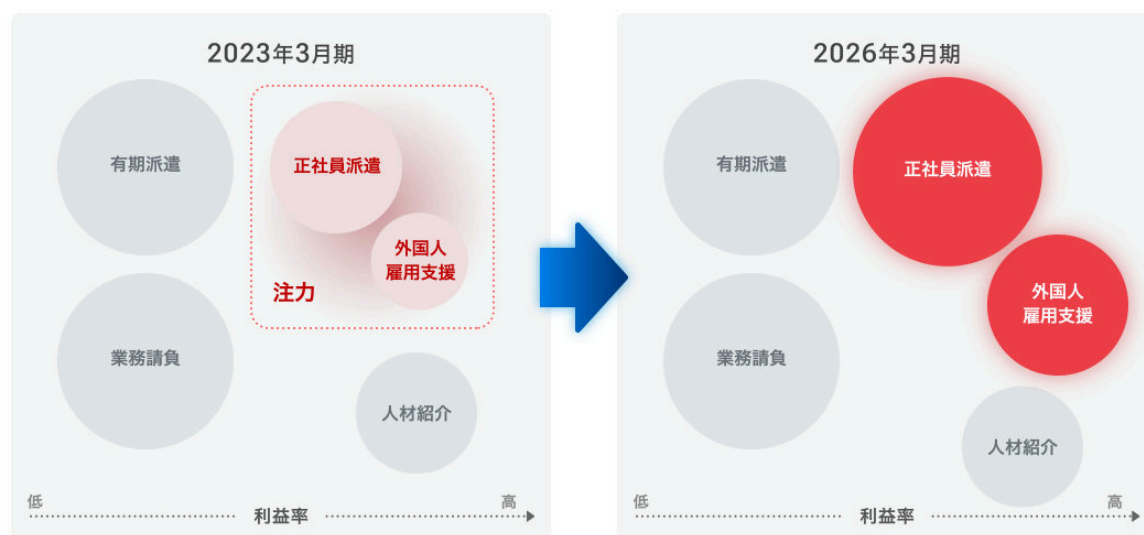 2023年3月期
有期派遣
正社員派遣
外国人
雇用支援
注力
業務請負
人材紹介
低
高
利益率
2026年3月期
有期派遣
正社員派遣
外国人
雇用支援
業務請負
人材紹介
低
高
利益率